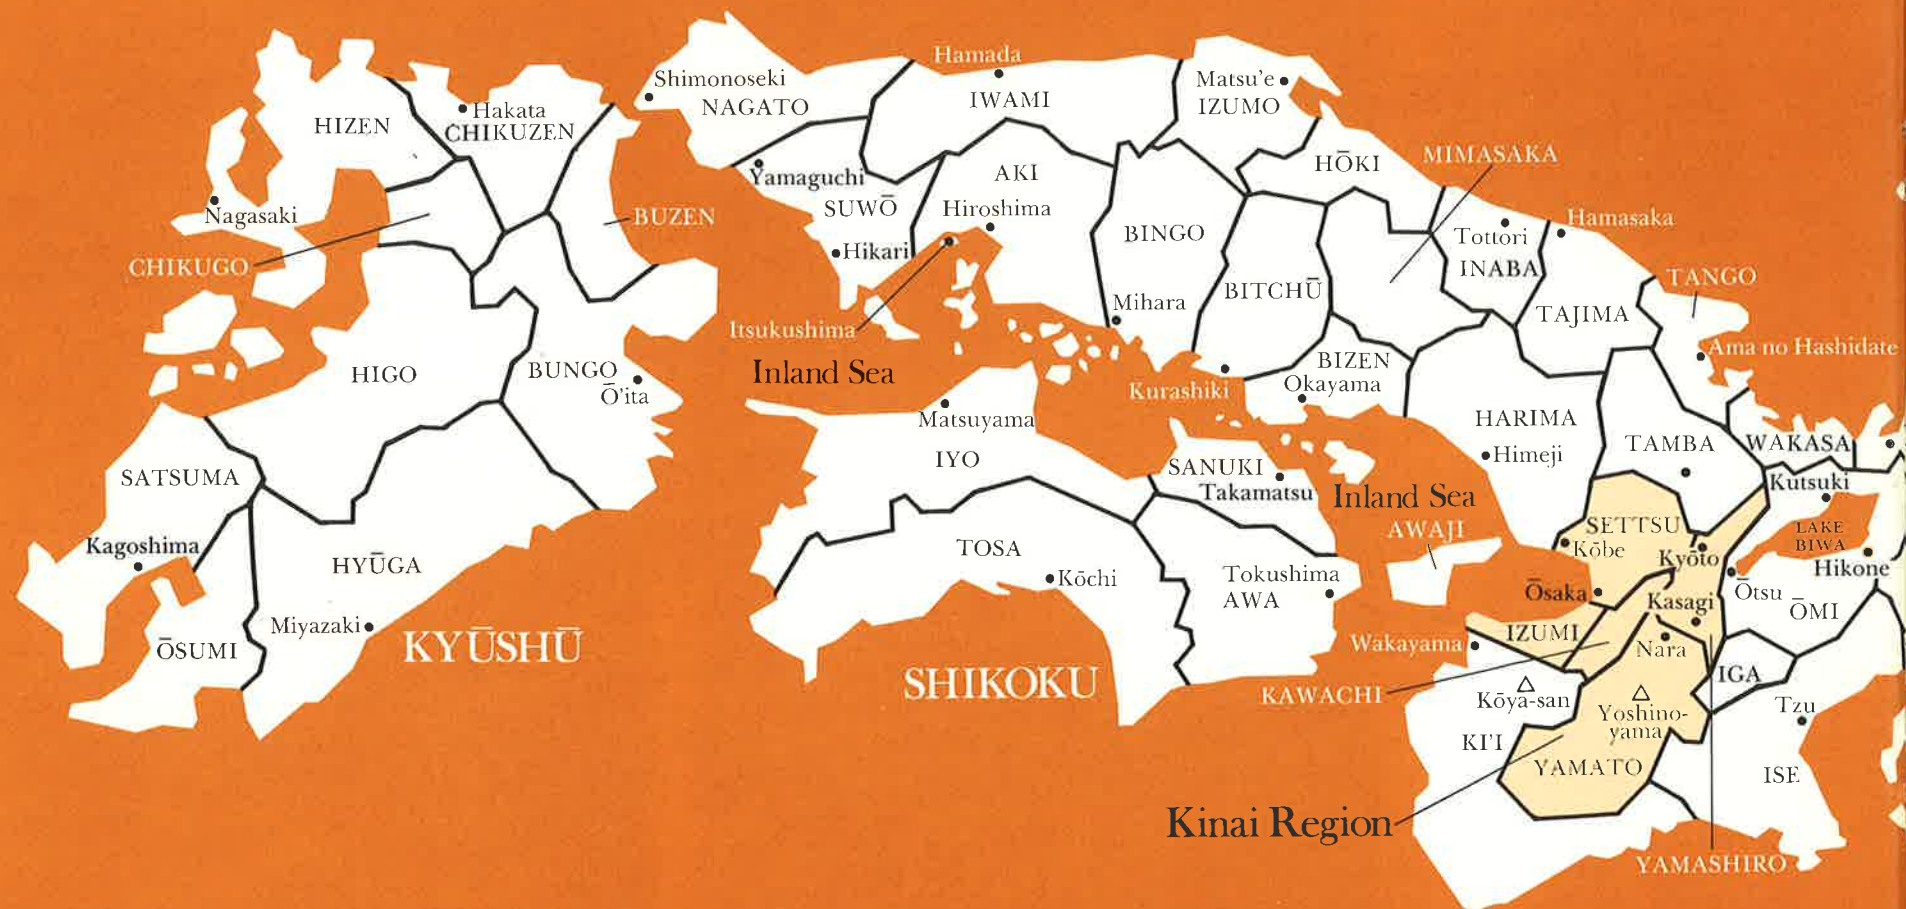 HIZEN
Hakata
CHIKUZEN
Nagasaki
CHIKUGO
BUZEN
HIGO
BUNGO
Ō'ita
SATSUMA
Kagoshima
HYŪGA
Miyazaki
ŌSUMI
KYŪSHŪ
Shimonoseki
NAGATO
Hamada
IWAMI
Matsu'e
IZUMO
Yamaguchi
SUWŌ
Hikari
AKI
Hiroshima
Itsukushima
BINGO
Mihara
HŌKI
MIMASAKA
BITCHŪ
Kurashiki
BIZEN
Okayama
Tottori
INABA
Hamasaka
TAJIMA
TANGO
Ama no Hashidate
HARIMA
Himeji
TAMBA
WAKASA
Kutsuki
LAKE
BIWA
Hikone
Inland Sea
Matsuyama
IYO
SANUKI
Takamatsu
Inland Sea
AWAJI
TOSA
Kōchi
Tokushima
AWA
SHIKOKU
SETTSU
Kōbe
Kyōto
Ōsaka
Kasagi
Ōtsu
ŌMI
IZUMI
Nara
Wakayama
KAWACHI
IGA
Kōya-san
Yoshino-
yama
Tzu
KI'I
YAMATO
ISE
Kinai Region
YAMASHIRO